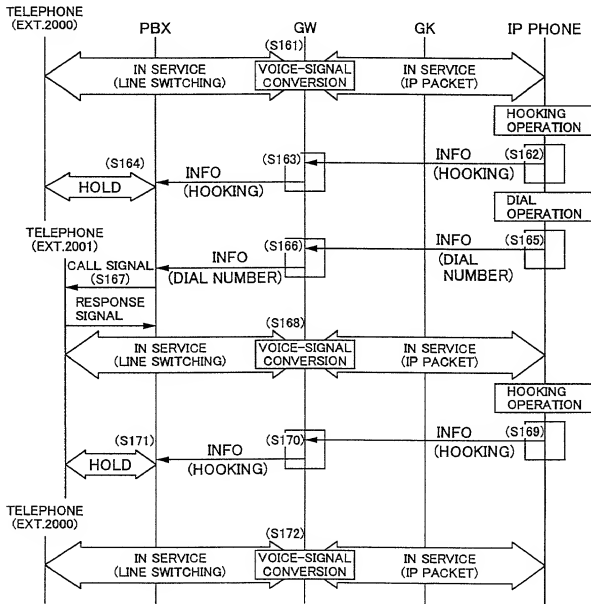 TELEPHONE
(EXT.2000)
PBX
GW
GK
IP PHONE
(S161)
IN SERVICE
(LINE SWITCHING)
VOICE-SIGNAL
CONVERSION
IN SERVICE
(IP PACKET)
HOOKING
OPERATION
(S164)
HOLD
INFO
(HOOKING)
(S163)
INFO
(HOOKING)
(S162)
DIAL
OPERATION
TELEPHONE
(EXT.2001)
CALL SIGNAL
(S167)
INFO
(DIAL NUMBER)
(S166)
INFO
(DIAL
NUMBER)
(S165)
RESPONSE
SIGNAL
(S168)
IN SERVICE
(LINE SWITCHING)
VOICE-SIGNAL
CONVERSION
IN SERVICE
(IP PACKET)
HOOKING
OPERATION
(S171)
HOLD
INFO
(HOOKING)
(S170)
INFO
(HOOKING)
(S169)
TELEPHONE
(EXT.2000)
(S172)
IN SERVICE
(LINE SWITCHING)
VOICE-SIGNAL
CONVERSION
IN SERVICE
(IP PACKET)